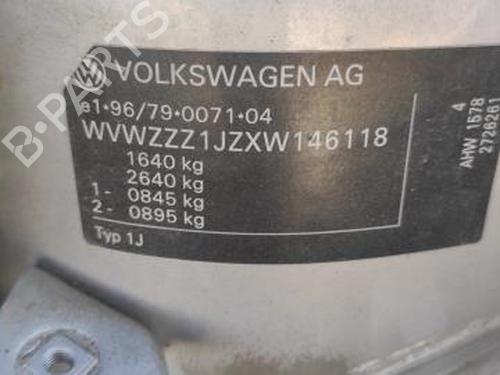 VOLKSWAGEN AG
e1*96/79*0071*04
WVWZZZ1JZXW146118
1640 kg
2640 kg
1- 0845 kg
2- 0895 kg
Typ 1J
4
AHW 1578
2726261
B-PARTS